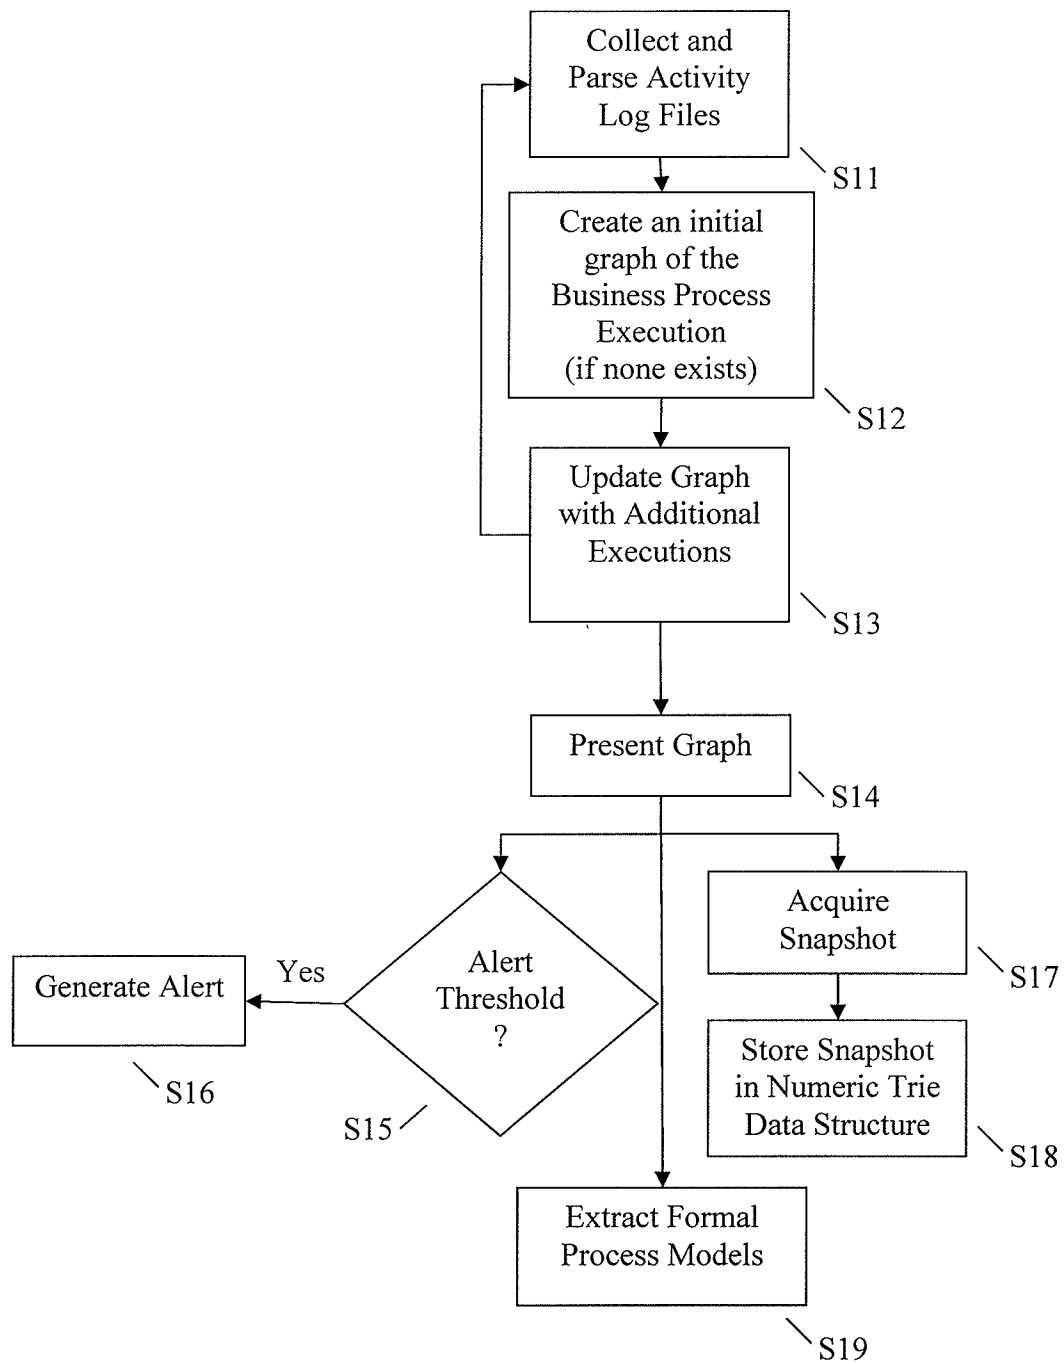 Collect and
Parse Activity
Log Files
S11
Create an initial
graph of the
Business Process
Execution
(if none exists)
S12
Update Graph
with Additional
Executions
S13
Present Graph
S14
Alert
Threshold
?
S15
Yes
Generate Alert
S16
Acquire
Snapshot
S17
Store Snapshot
in Numeric Trie
Data Structure
S18
Extract Formal
Process Models
S19